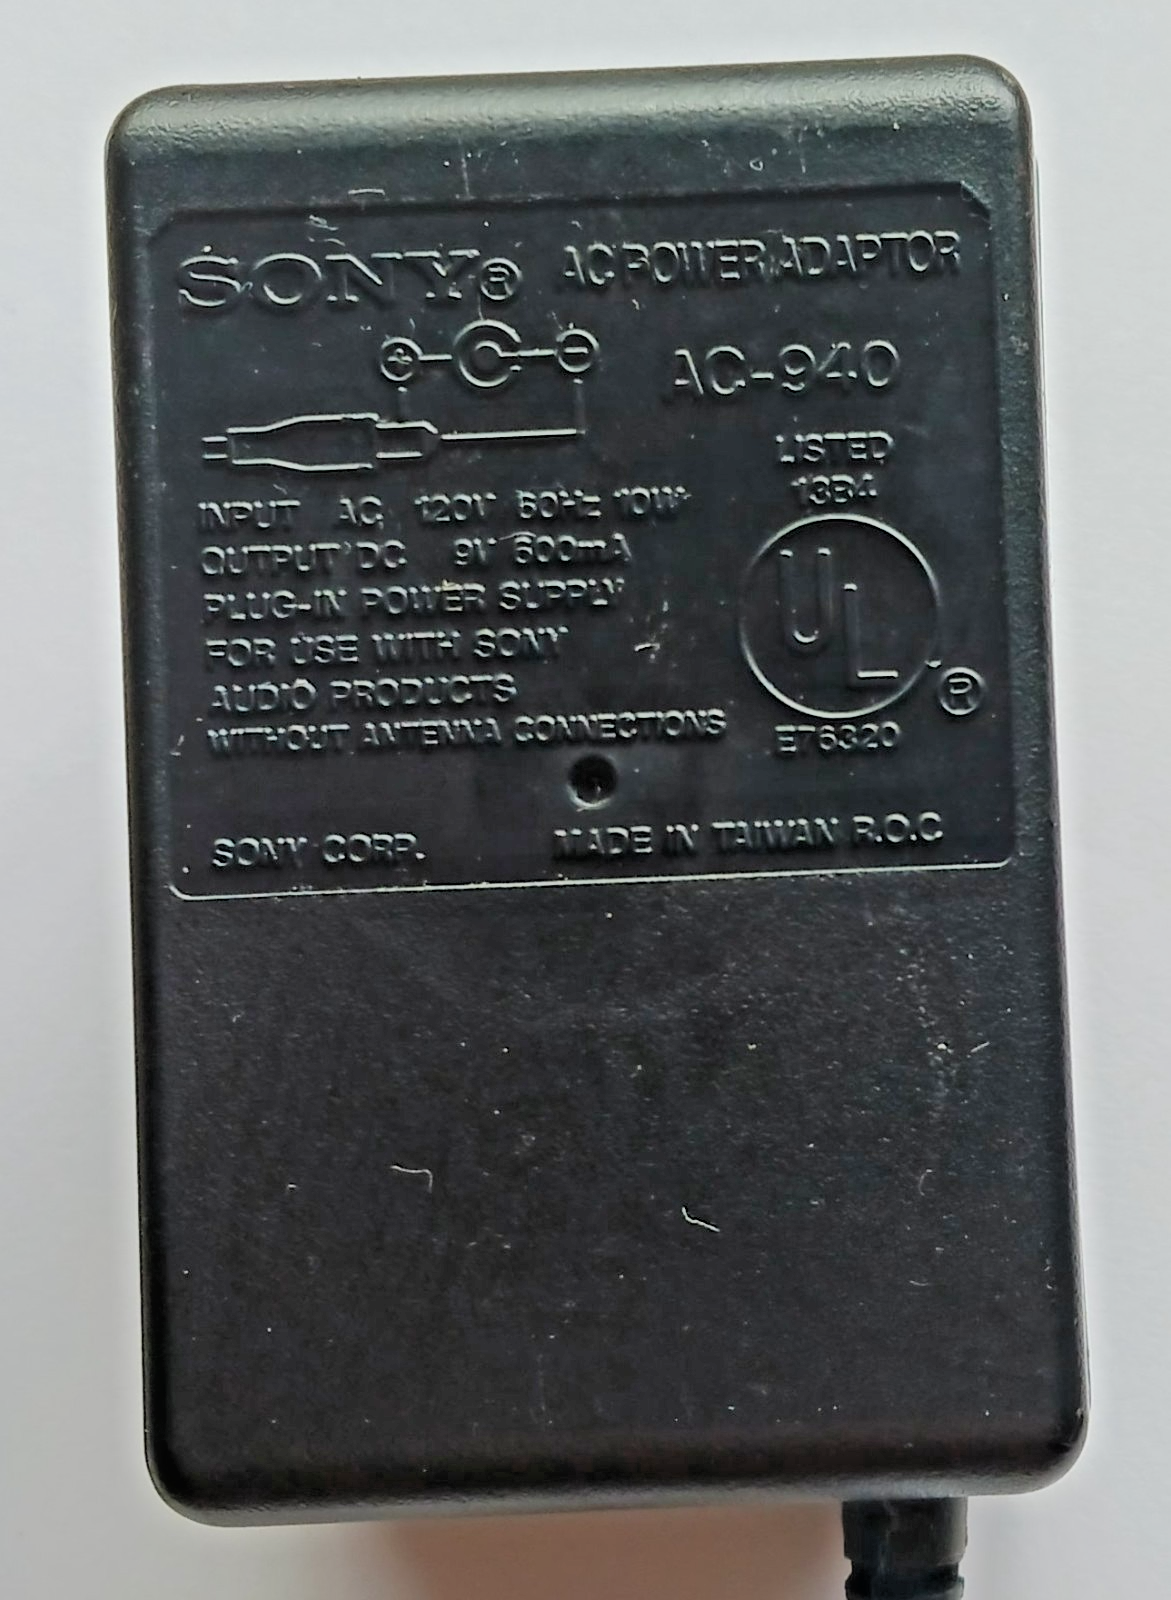 SONY® AC POWER ADAPTOR
AC-940
LISTED
13B4
INPUT AC 120V 60Hz 10W
OUTPUT DC 9V 600mA
PLUG-IN POWER SUPPLY
FOR USE WITH SONY
AUDIO PRODUCTS
WITHOUT ANTENNA CONNECTIONS
UL®
E76320
SONY CORP. MADE IN TAIWAN R.O.C